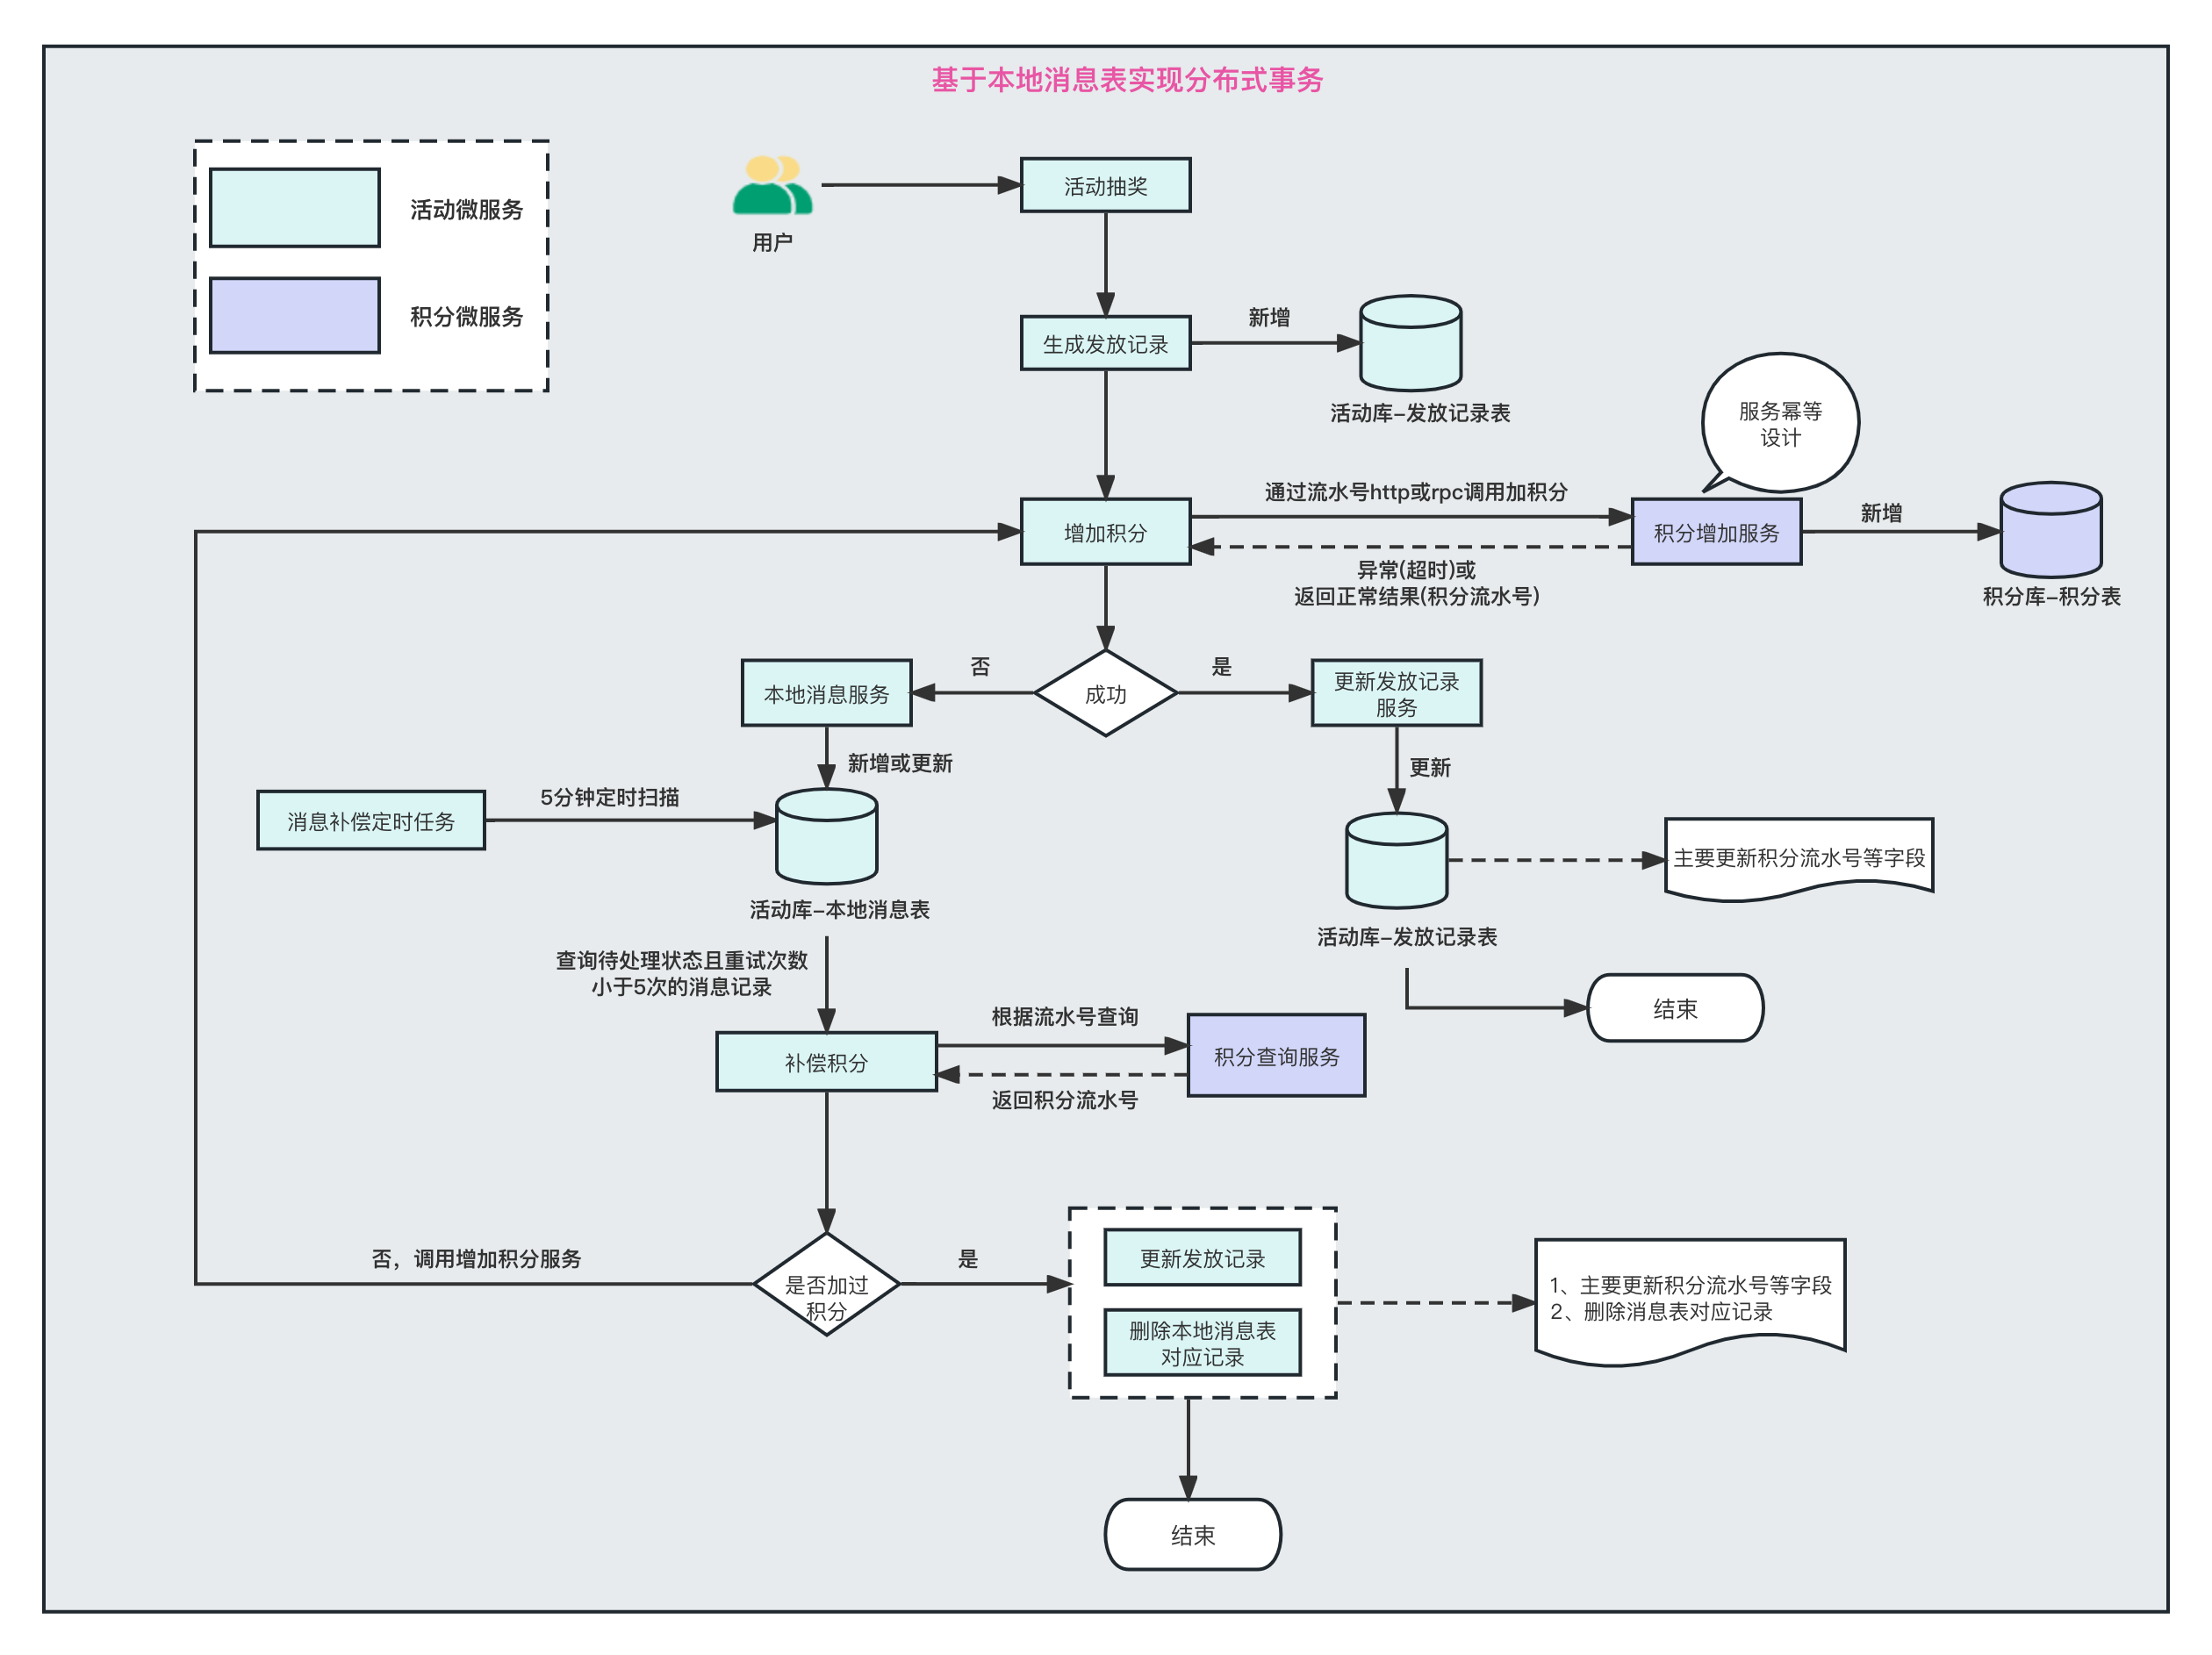 基于本地消息表实现分布式事务
活动微服务
积分微服务
用户
活动抽奖
生成发放记录
新增
活动库-发放记录表
服务幂等
设计
增加积分
通过流水号http或rpc调用加积分
异常(超时)或
返回正常结果(积分流水号)
积分增加服务
新增
积分库-积分表
成功
否
是
本地消息服务
更新发放记录
服务
新增或更新
更新
消息补偿定时任务
5分钟定时扫描
活动库-本地消息表
主要更新积分流水号等字段
活动库-发放记录表
结束
查询待处理状态且重试次数
小于5次的消息记录
补偿积分
根据流水号查询
返回积分流水号
积分查询服务
否，调用增加积分服务
是否加过
积分
是
更新发放记录
删除本地消息表
对应记录
1、主要更新积分流水号等字段
2、删除消息表对应记录
结束